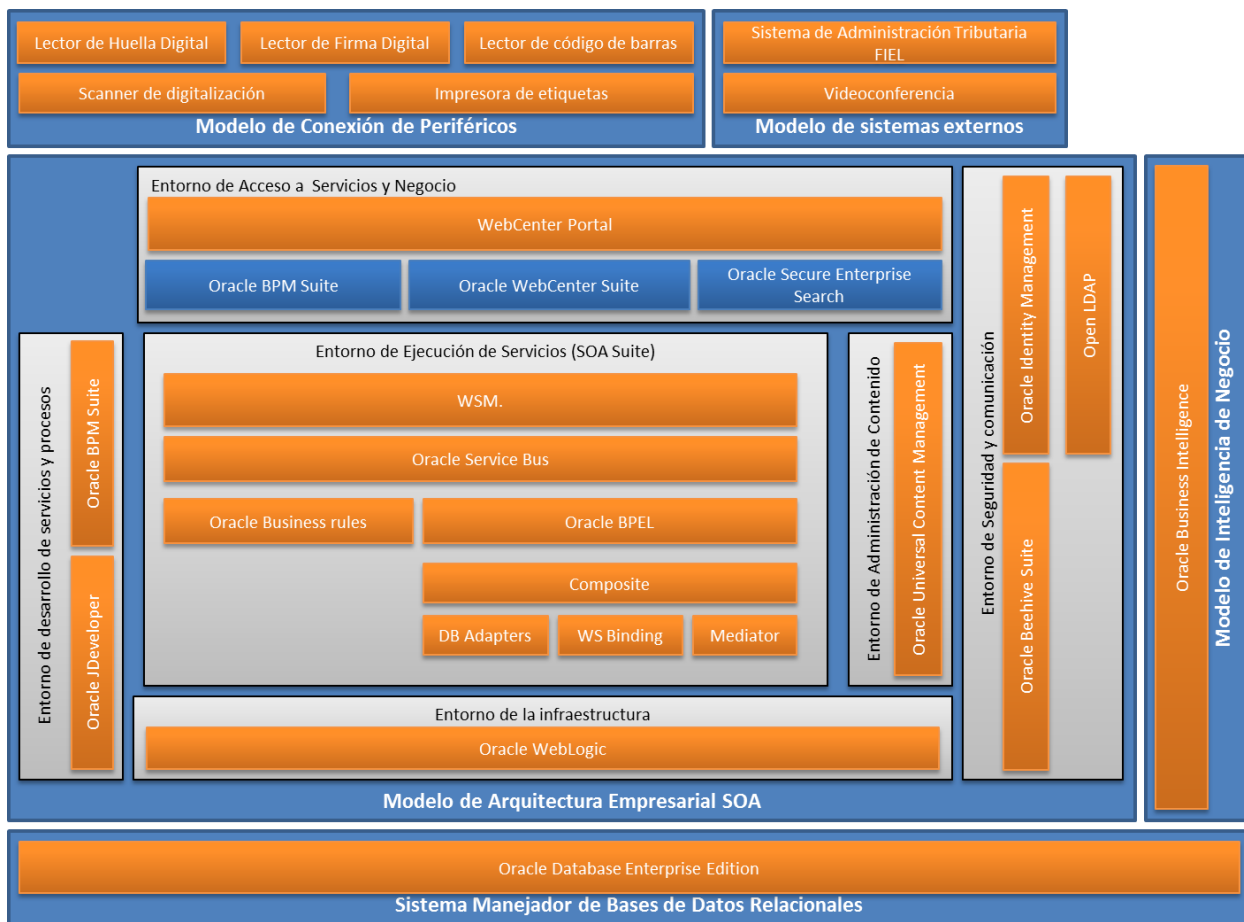 Lector de Huella Digital
Lector de Firma Digital
Lector de código de barras
Scanner de digitalización
Impresora de etiquetas
Modelo de Conexión de Periféricos
Sistema de Administración Tributaria
FIEL
Videoconferencia
Modelo de sistemas externos
Entorno de Acceso a Servicios y Negocio
WebCenter Portal
Oracle BPM Suite
Oracle WebCenter Suite
Oracle Secure Enterprise
Search
Entorno de desarrollo de servicios y procesos
Oracle BPM Suite
Oracle JDeveloper
Entorno de Ejecución de Servicios (SOA Suite)
WSM.
Oracle Service Bus
Oracle Business rules
Oracle BPEL
Composite
DB Adapters
WS Binding
Mediator
Entorno de Administración de Contenido
Oracle Universal Content Management
Entorno de Seguridad y comunicación
Oracle Identity Management
Open LDAP
Oracle Beehive Suite
Entorno de la infraestructura
Oracle WebLogic
Modelo de Arquitectura Empresarial SOA
Oracle Business Intelligence
Modelo de Inteligencia de Negocio
Oracle Database Enterprise Edition
Sistema Manejador de Bases de Datos Relacionales